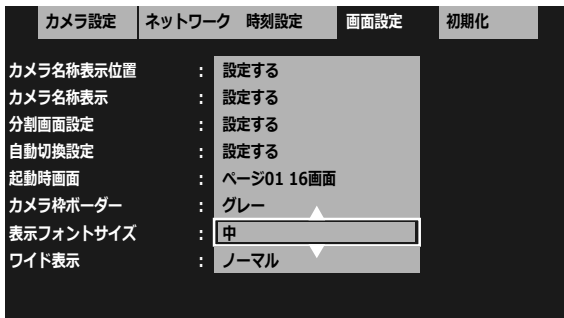 カメラ設定 ネットワーク 時刻設定 画面設定 初期化
カメラ名称表示位置 : 設定する
カメラ名称表示 : 設定する
分割画面設定 : 設定する
自動切換設定 : 設定する
起動時画面 : ページ01 16画面
カメラ枠ボーダー : グレー
表示フォントサイズ : 中
ワイド表示 : ノーマル